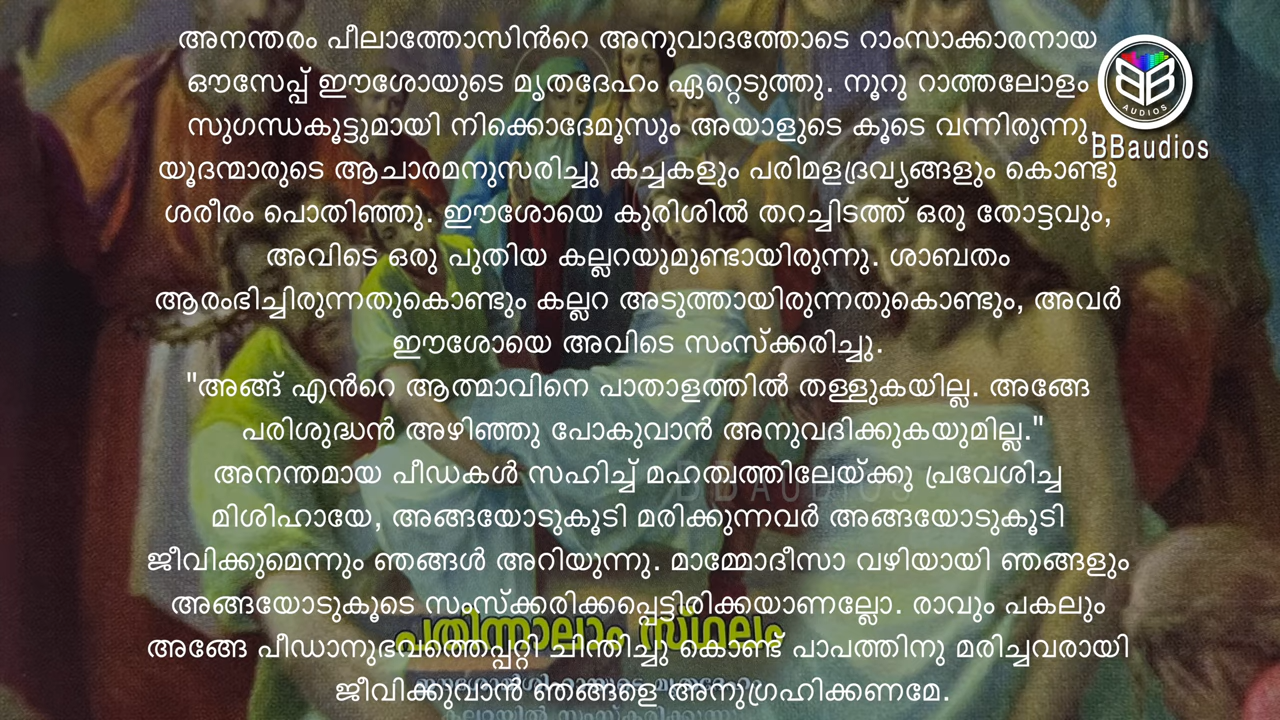 അനന്തരം പീലാത്തോസിൻറെ അനുവാദത്തോടെ റാംസാക്കാരനായ
ഔസേപ്പ് ഈശോയുടെ മൃതദേഹം ഏറ്റെടുത്തു. നൂറു റാത്തലോളം
സുഗന്ധകൂട്ടുമായി നിക്കൊദേമൂസും അയാളുടെ കൂടെ വന്നിരുന്നു.
യൂദന്മാരുടെ ആചാരമനുസരിച്ചു കച്ചകളും പരിമളദ്രവ്യങ്ങളും കൊണ്ടു
ശരീരം പൊതിഞ്ഞു. ഈശോയെ കുരിശിൽ തറച്ചിടത്ത് ഒരു തോട്ടവും,
അവിടെ ഒരു പുതിയ കല്ലറയുമുണ്ടായിരുന്നു. ശാബതം
ആരംഭിച്ചിരുന്നതുകൊണ്ടും കല്ലറ അടുത്തായിരുന്നതുകൊണ്ടും, അവർ
ഈശോയെ അവിടെ സംസ്ക്കരിച്ചു.
"അങ്ങ് എൻറെ ആത്മാവിനെ പാതാളത്തിൽ തള്ളുകയില്ല. അങ്ങേ
പരിശുദ്ധൻ അഴിഞ്ഞു പോകുവാൻ അനുവദിക്കുകയുമില്ല."
അനന്തമായ പീഡകൾ സഹിച്ച് മഹത്വത്തിലേയ്ക്കു പ്രവേശിച്ച
മിശിഹായേ, അങ്ങയോടുകൂടി മരിക്കുന്നവർ അങ്ങയോടുകൂടി
ജീവിക്കുമെന്നും ഞങ്ങൾ അറിയുന്നു. മാമ്മോദീസാ വഴിയായി ഞങ്ങളും
അങ്ങയോടുകൂടെ സംസ്ക്കരിക്കപ്പെട്ടിരിക്കയാണല്ലോ. രാവും പകലും
അങ്ങേ പീഡാനുഭവത്തെപ്പറ്റി ചിന്തിച്ചു കൊണ്ട് പാപത്തിനു മരിച്ചവരായി
ജീവിക്കുവാൻ ഞങ്ങളെ അനുഗ്രഹിക്കണമേ.
BB
AUDIOS
BBaudios
BBAUDIOS
പതിന്നാലാം സ്ഥലം